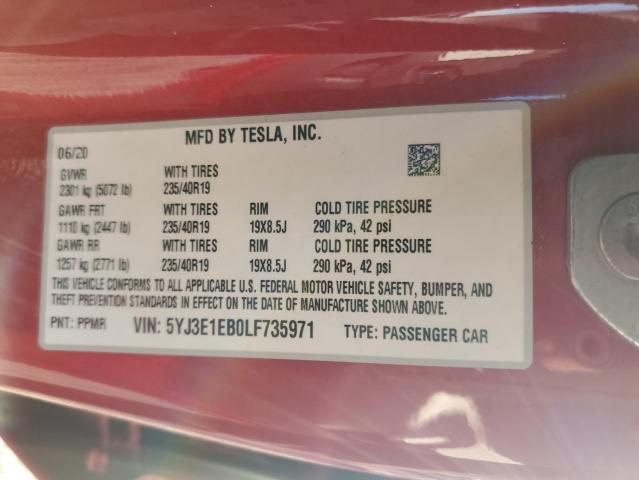 MFD BY TESLA, INC.
06/20
GVWR WITH TIRES
2301 kg (5072 lb) 235/40R19
GAWR FRT WITH TIRES RIM COLD TIRE PRESSURE
1110 kg (2447 lb) 235/40R19 19X8.5J 290 kPa, 42 psi
GAWR RR WITH TIRES RIM COLD TIRE PRESSURE
1257 kg (2771 lb) 235/40R19 19X8.5J 290 kPa, 42 psi
THIS VEHICLE CONFORMS TO ALL APPLICABLE U.S. FEDERAL MOTOR VEHICLE SAFETY, BUMPER, AND
THEFT PREVENTION STANDARDS IN EFFECT ON THE DATE OF MANUFACTURE SHOWN ABOVE.
PNT: PPMR VIN: 5YJ3E1EB0LF735971 TYPE: PASSENGER CAR